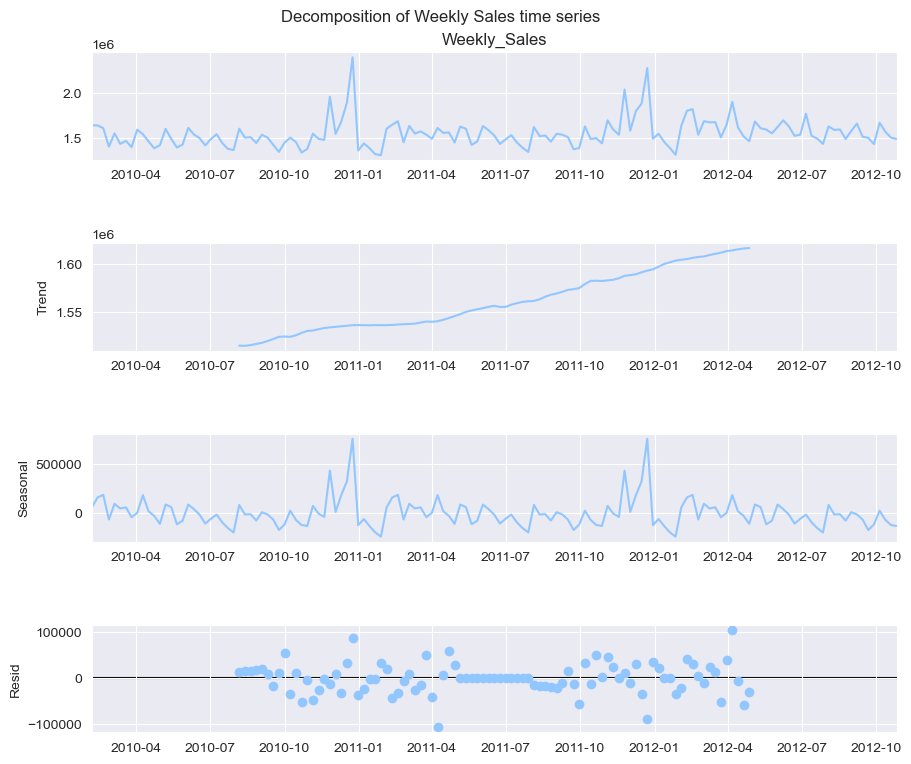 Decomposition of Weekly Sales time series
Weekly_Sales
1e6
2.0
1.5
2010-04 2010-07 2010-10 2011-01 2011-04 2011-07 2011-10 2012-01 2012-04 2012-07 2012-10
1e6
1.60
Trend
1.55
2010-04 2010-07 2010-10 2011-01 2011-04 2011-07 2011-10 2012-01 2012-04 2012-07 2012-10
500000
Seasonal
0
2010-04 2010-07 2010-10 2011-01 2011-04 2011-07 2011-10 2012-01 2012-04 2012-07 2012-10
100000
Resid
0
−100000
2010-04 2010-07 2010-10 2011-01 2011-04 2011-07 2011-10 2012-01 2012-04 2012-07 2012-10